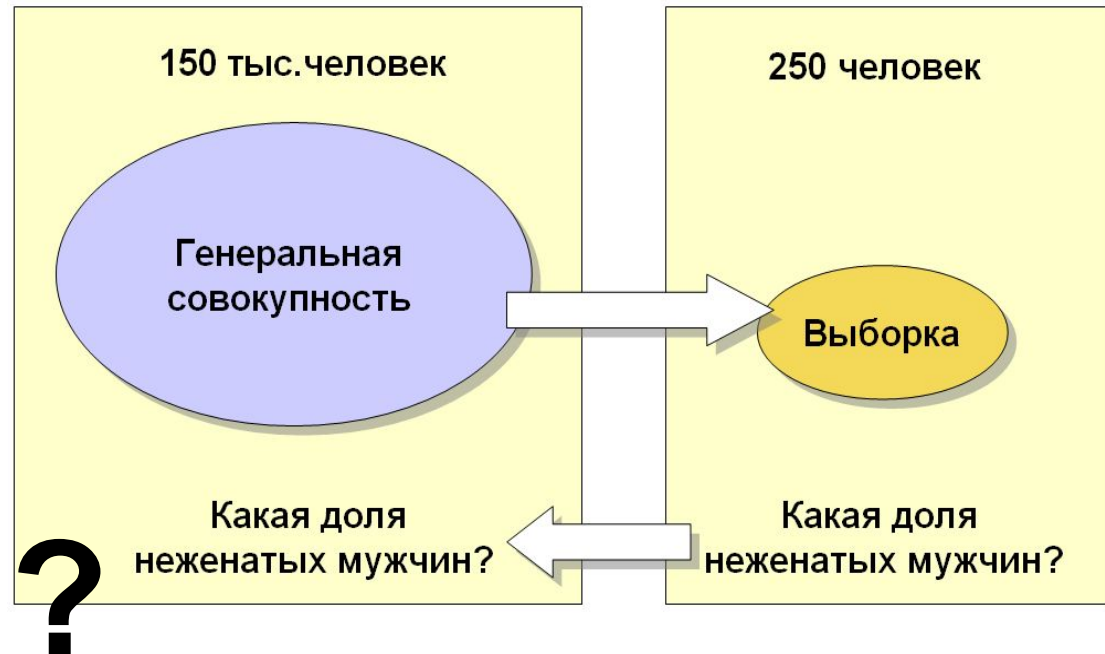 150 тыс.человек
Генеральная
совокупность
Какая доля
неженатых мужчин?
?
250 человек
Выборка
Какая доля
неженатых мужчин?